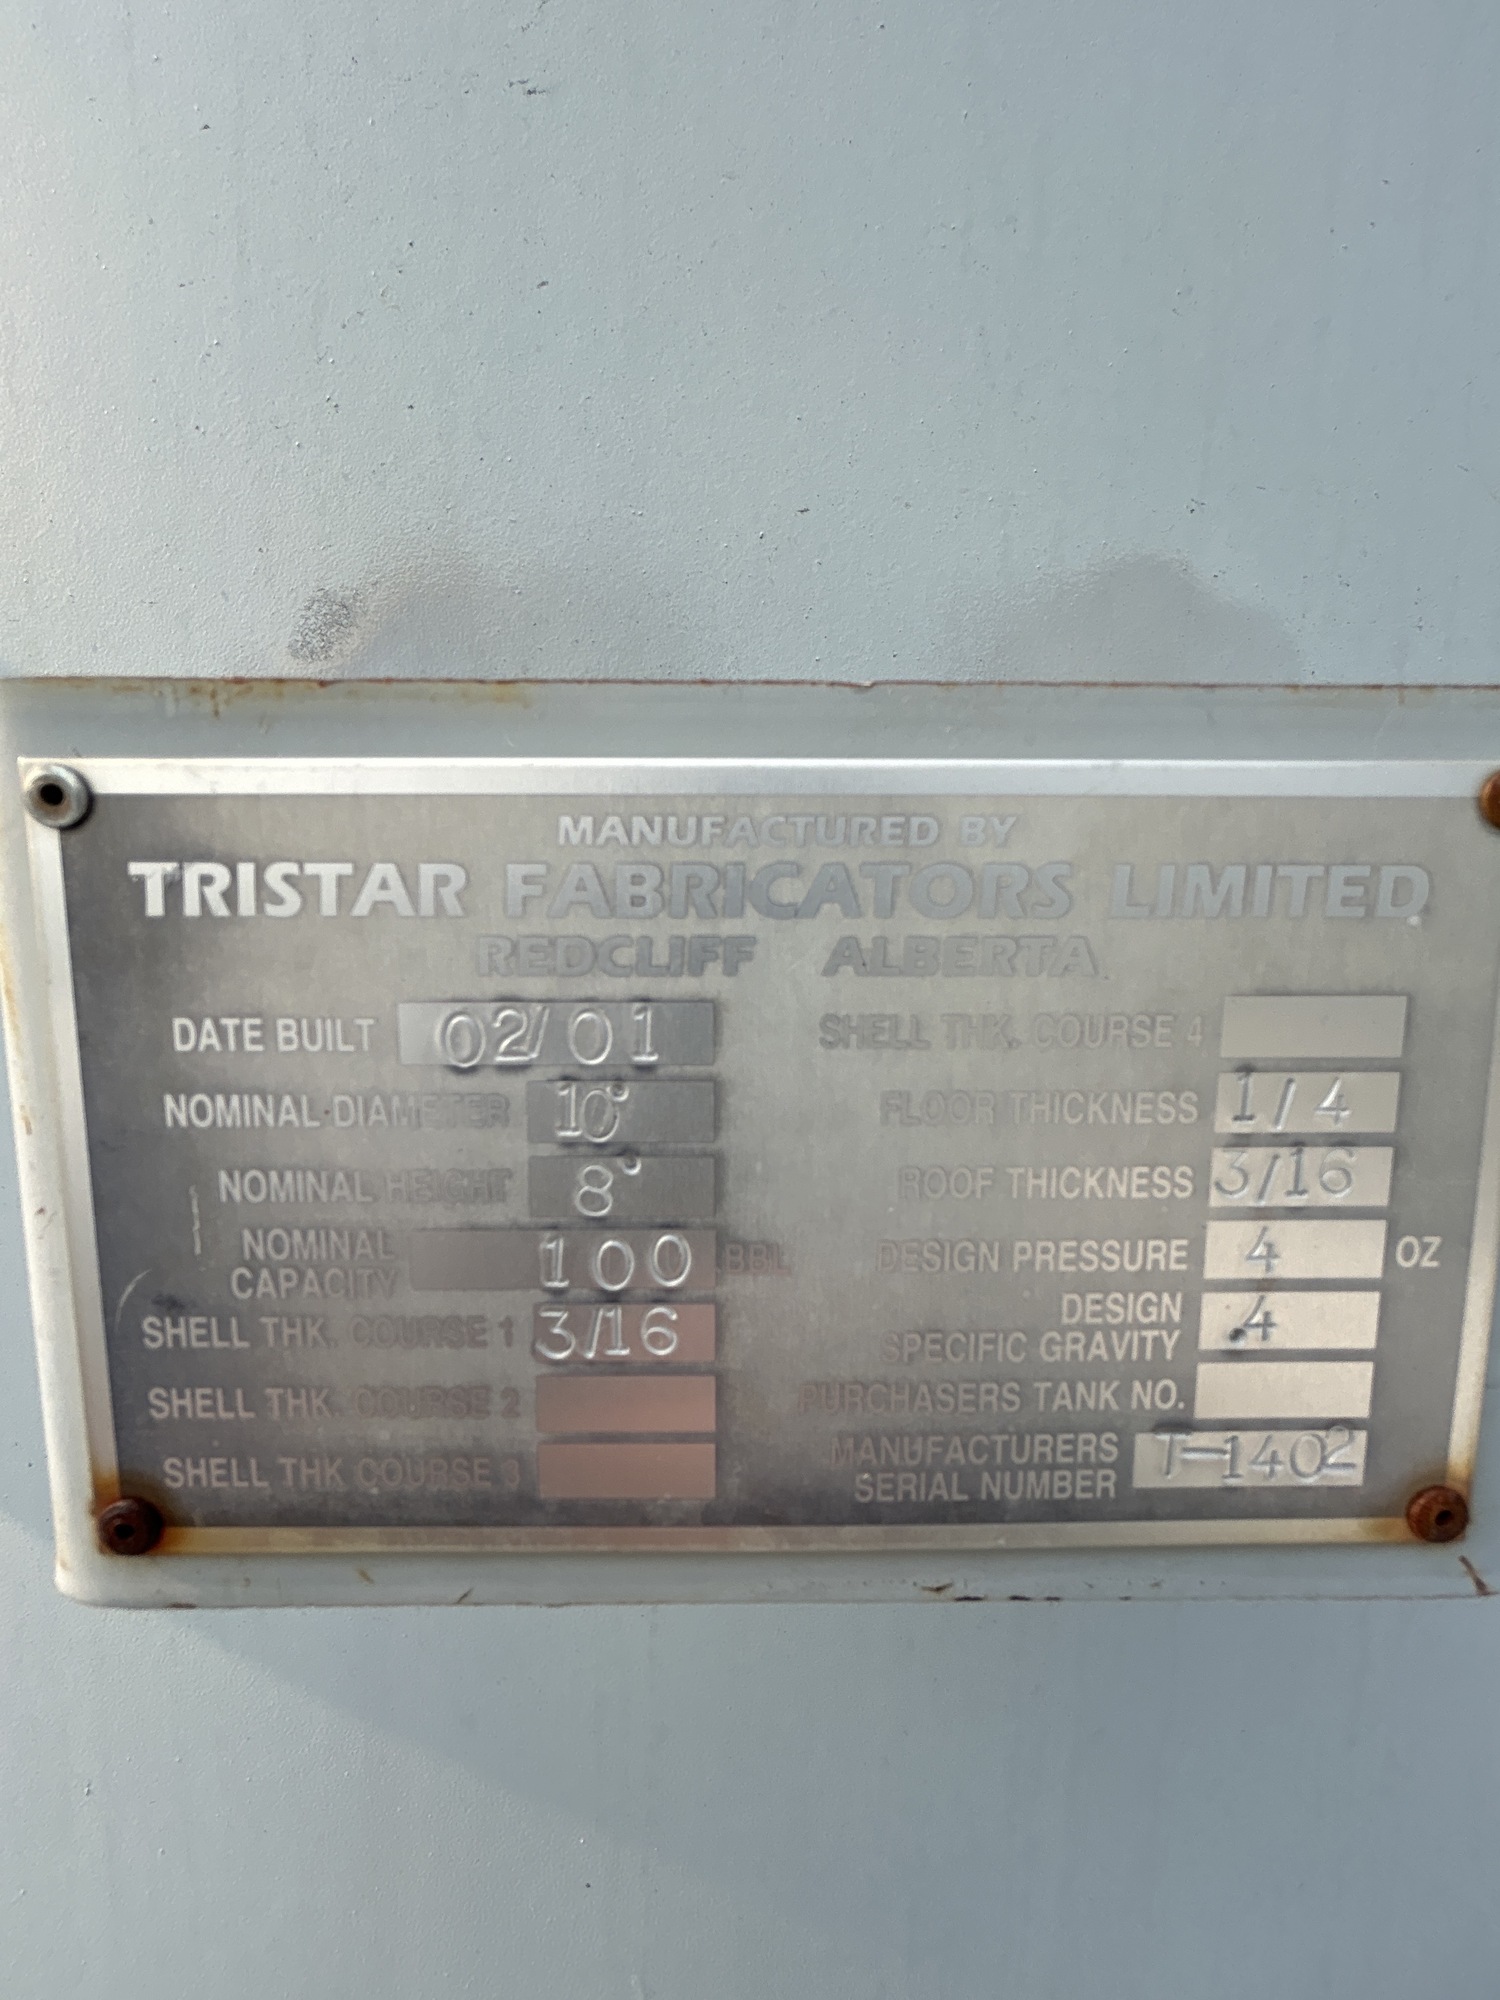 MANUFACTURED BY
TRISTAR FABRICATORS LIMITED
REDCLIFF ALBERTA
DATE BUILT 02/01
NOMINAL DIAMETER 10°
NOMINAL HEIGHT 8°
NOMINAL CAPACITY 100 BBL
SHELL THK. COURSE 1 3/16
SHELL THK. COURSE 2
SHELL THK COURSE 3
SHELL THK. COURSE 4
FLOOR THICKNESS 1/4
ROOF THICKNESS 3/16
DESIGN PRESSURE 4 OZ
DESIGN SPECIFIC GRAVITY .4
PURCHASERS TANK NO.
MANUFACTURERS SERIAL NUMBER T-1402